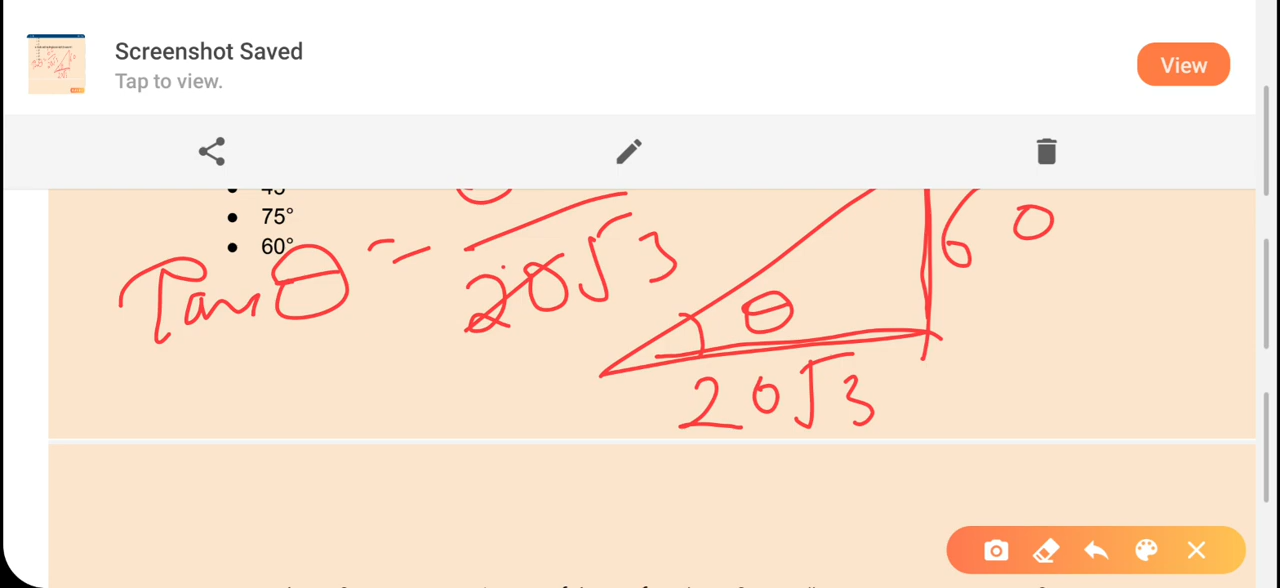 Screenshot Saved
Tap to view.
View
75°
60°
Tan θ =
20√3
θ
60
20√3